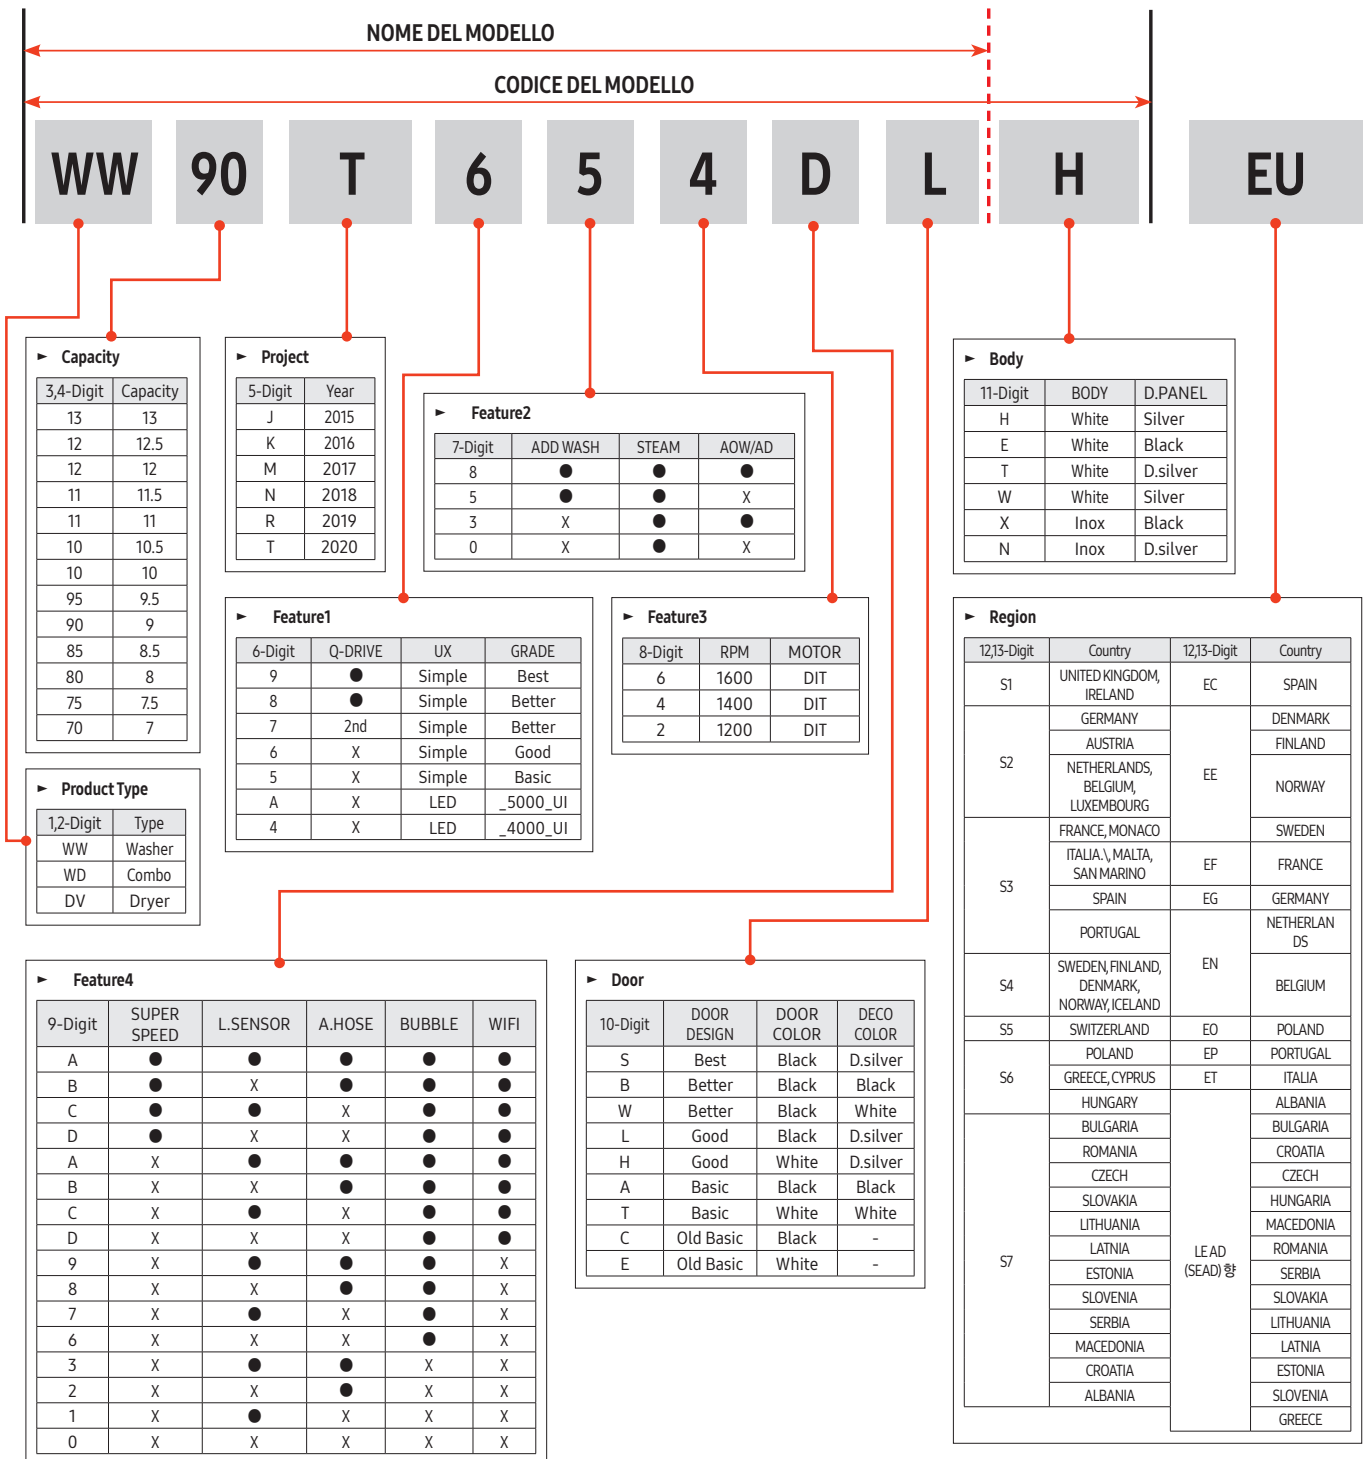 NOME DEL MODELLO
CODICE DEL MODELLO
WW 90 T 6 5 4 D L H EU
► Capacity
3,4-Digit Capacity
13 13
12 12.5
12 12
11 11.5
11 11
10 10.5
10 10
95 9.5
90 9
85 8.5
80 8
75 7.5
70 7
► Project
5-Digit Year
J 2015
K 2016
M 2017
N 2018
R 2019
T 2020
► Feature2
7-Digit ADD WASH STEAM AOW/AD
8 ● ● ●
5 ● ● X
3 X ● ●
0 X ● X
► Body
11-Digit BODY D.PANEL
H White Silver
E White Black
T White D.silver
W White Silver
X Inox Black
N Inox D.silver
► Feature1
6-Digit Q-DRIVE UX GRADE
9 ● Simple Best
8 ● Simple Better
7 2nd Simple Better
6 X Simple Good
5 X Simple Basic
A X LED _5000_UI
4 X LED _4000_UI
► Feature3
8-Digit RPM MOTOR
6 1600 DIT
4 1400 DIT
2 1200 DIT
► Product Type
1,2-Digit Type
WW Washer
WD Combo
DV Dryer
► Region
12,13-Digit Country 12,13-Digit Country
S1
UNITED KINGDOM,
IRELAND
EC SPAIN
S2
GERMANY
AUSTRIA
NETHERLANDS,
BELGIUM,
LUXEMBOURG
EE
DENMARK
FINLAND
NORWAY
SWEDEN
S3
FRANCE, MONACO
ITALIA.\, MALTA,
SAN MARINO
SPAIN
PORTUGAL
EF FRANCE
EG GERMANY
EN
NETHERLAN
DS
BELGIUM
S4
SWEDEN, FINLAND,
DENMARK,
NORWAY, ICELAND
S5 SWITZERLAND EO POLAND
S6
POLAND
GREECE, CYPRUS
HUNGARY
EP PORTUGAL
ET ITALIA
S7
BULGARIA
ROMANIA
CZECH
SLOVAKIA
LITHUANIA
LATNIA
ESTONIA
SLOVENIA
SERBIA
MACEDONIA
CROATIA
ALBANIA
LE AD
(SEAD) 향
ALBANIA
BULGARIA
CROATIA
CZECH
HUNGARIA
MACEDONIA
ROMANIA
SERBIA
SLOVAKIA
LITHUANIA
LATNIA
ESTONIA
SLOVENIA
GREECE
► Feature4
9-Digit SUPER SPEED L.SENSOR A.HOSE BUBBLE WIFI
A ● ● ● ● ●
B ● X ● ● ●
C ● ● X ● ●
D ● X X ● ●
A X ● ● ● ●
B X X ● ● ●
C X ● X ● ●
D X X X ● ●
9 X ● ● ● X
8 X X ● ● X
7 X ● X ● X
6 X X X ● X
3 X ● ● X X
2 X X ● X X
1 X ● X X X
0 X X X X X
► Door
10-Digit DOOR DESIGN DOOR COLOR DECO COLOR
S Best Black D.silver
B Better Black Black
W Better Black White
L Good Black D.silver
H Good White D.silver
A Basic Black Black
T Basic White White
C Old Basic Black -
E Old Basic White -